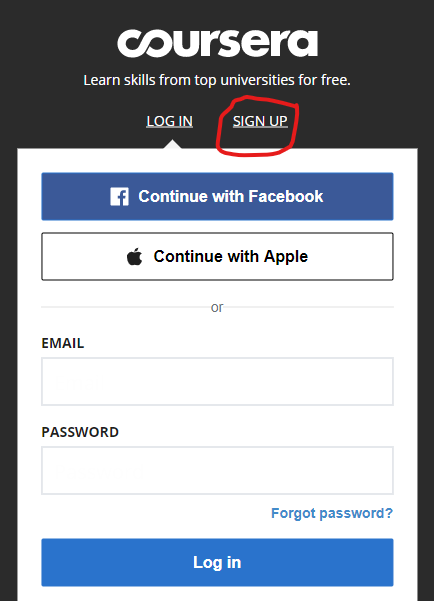 coursera
Learn skills from top universities for free.
LOG IN SIGN UP
Continue with Facebook
Continue with Apple
or
EMAIL
PASSWORD
Forgot password?
Log in